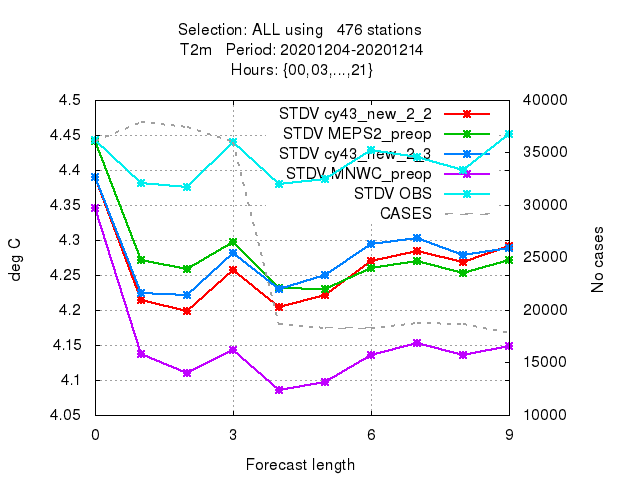 Selection: ALL using   476 stations
T2m   Period: 20201204-20201214
Hours: {00,03,...,21}
4.5
4.45
4.4
4.35
4.3
4.25
4.2
4.15
4.1
4.05
deg C
40000
35000
30000
25000
20000
15000
10000
No cases
STDV cy43_new_2_2
STDV MEPS2_preop
STDV cy43_new_2_3
STDV MNWC_preop
STDV OBS
CASES
0 3 6 9
Forecast length